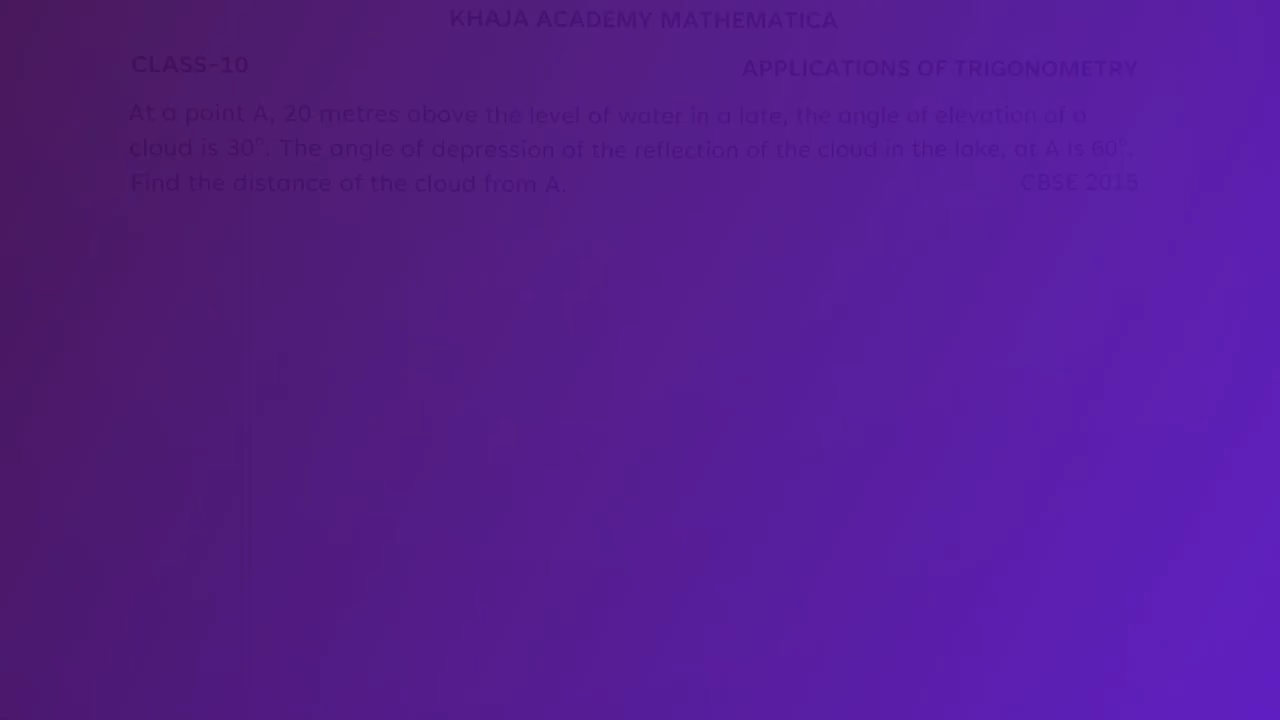 KHAJA ACADEMY MATHEMATICA
CLASS-10
APPLICATIONS OF TRIGONOMETRY
At a point A, 20 metres above the level of water in a late, the angle of elevation of a
cloud is 30°. The angle of depression of the reflection of the cloud in the lake, at A is 60°.
Find the distance of the cloud from A.
CBSE 2015